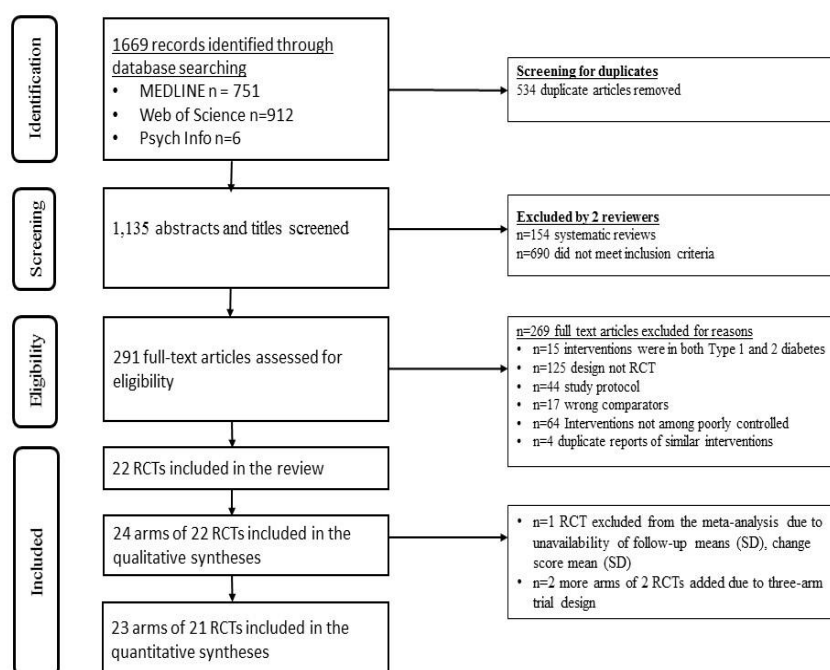 Identification
1669 records identified through
database searching
• MEDLINE n = 751
• Web of Science n=912
• Psych Info n=6
Screening for duplicates
534 duplicate articles removed
Screening
1,135 abstracts and titles screened
Excluded by 2 reviewers
n=154 systematic reviews
n=690 did not meet inclusion criteria
Eligibility
291 full-text articles assessed for
eligibility
n=269 full text articles excluded for reasons
• n=15 interventions were in both Type 1 and 2 diabetes
• n=125 design not RCT
• n=44 study protocol
• n=17 wrong comparators
• n=64 Interventions not among poorly controlled
• n=4 duplicate reports of similar interventions
Included
22 RCTs included in the review
24 arms of 22 RCTs included in the
qualitative syntheses
• n=1 RCT excluded from the meta-analysis due to
unavailability of follow-up means (SD), change
score mean (SD)
• n=2 more arms of 2 RCTs added due to three-arm
trial design
23 arms of 21 RCTs included in the
quantitative syntheses